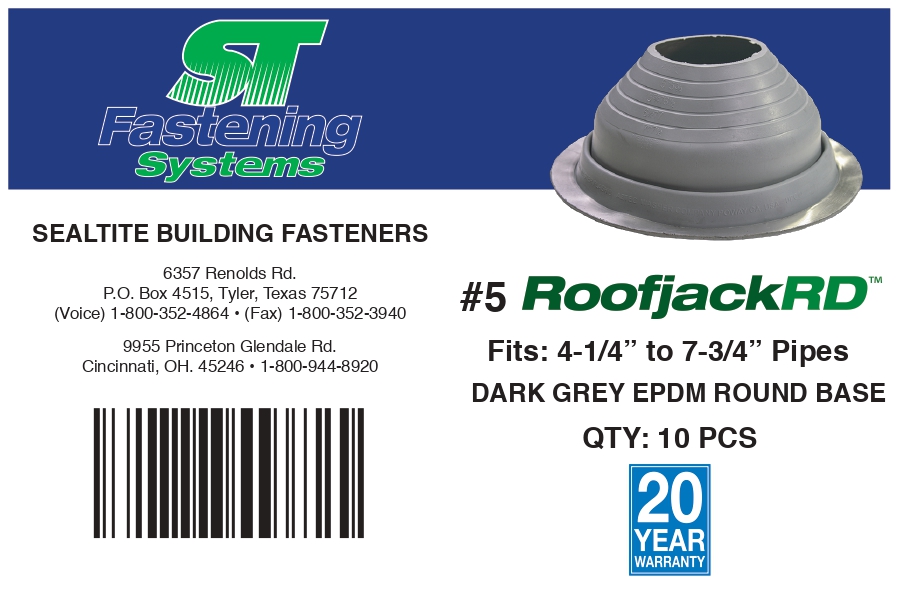 ST
Fastening
Systems
SEALTITE BUILDING FASTENERS
6357 Renolds Rd.
P.O. Box 4515, Tyler, Texas 75712
(Voice) 1-800-352-4864 • (Fax) 1-800-352-3940
9955 Princeton Glendale Rd.
Cincinnati, OH. 45246 • 1-800-944-8920
#5 RoofjackRD™
Fits: 4-1/4” to 7-3/4” Pipes
DARK GREY EPDM ROUND BASE
QTY: 10 PCS
20
YEAR
WARRANTY